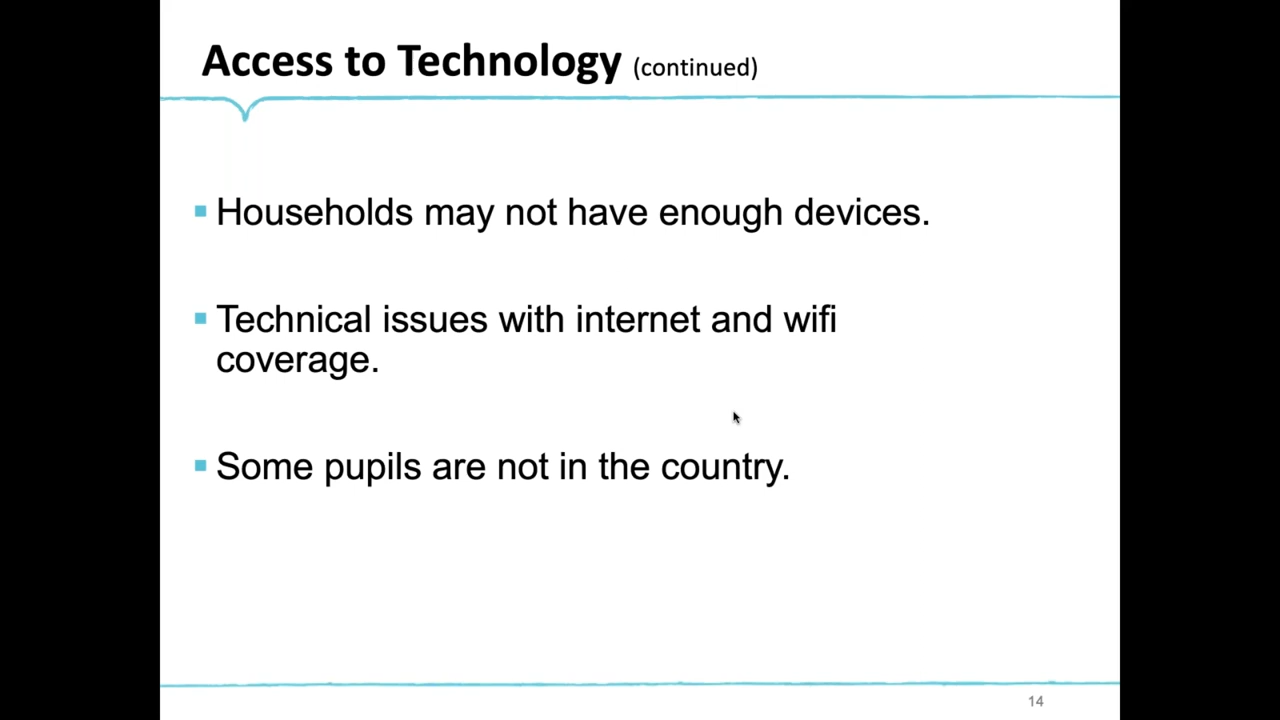 Access to Technology (continued)
Households may not have enough devices.
Technical issues with internet and wifi
coverage.
Some pupils are not in the country.
14